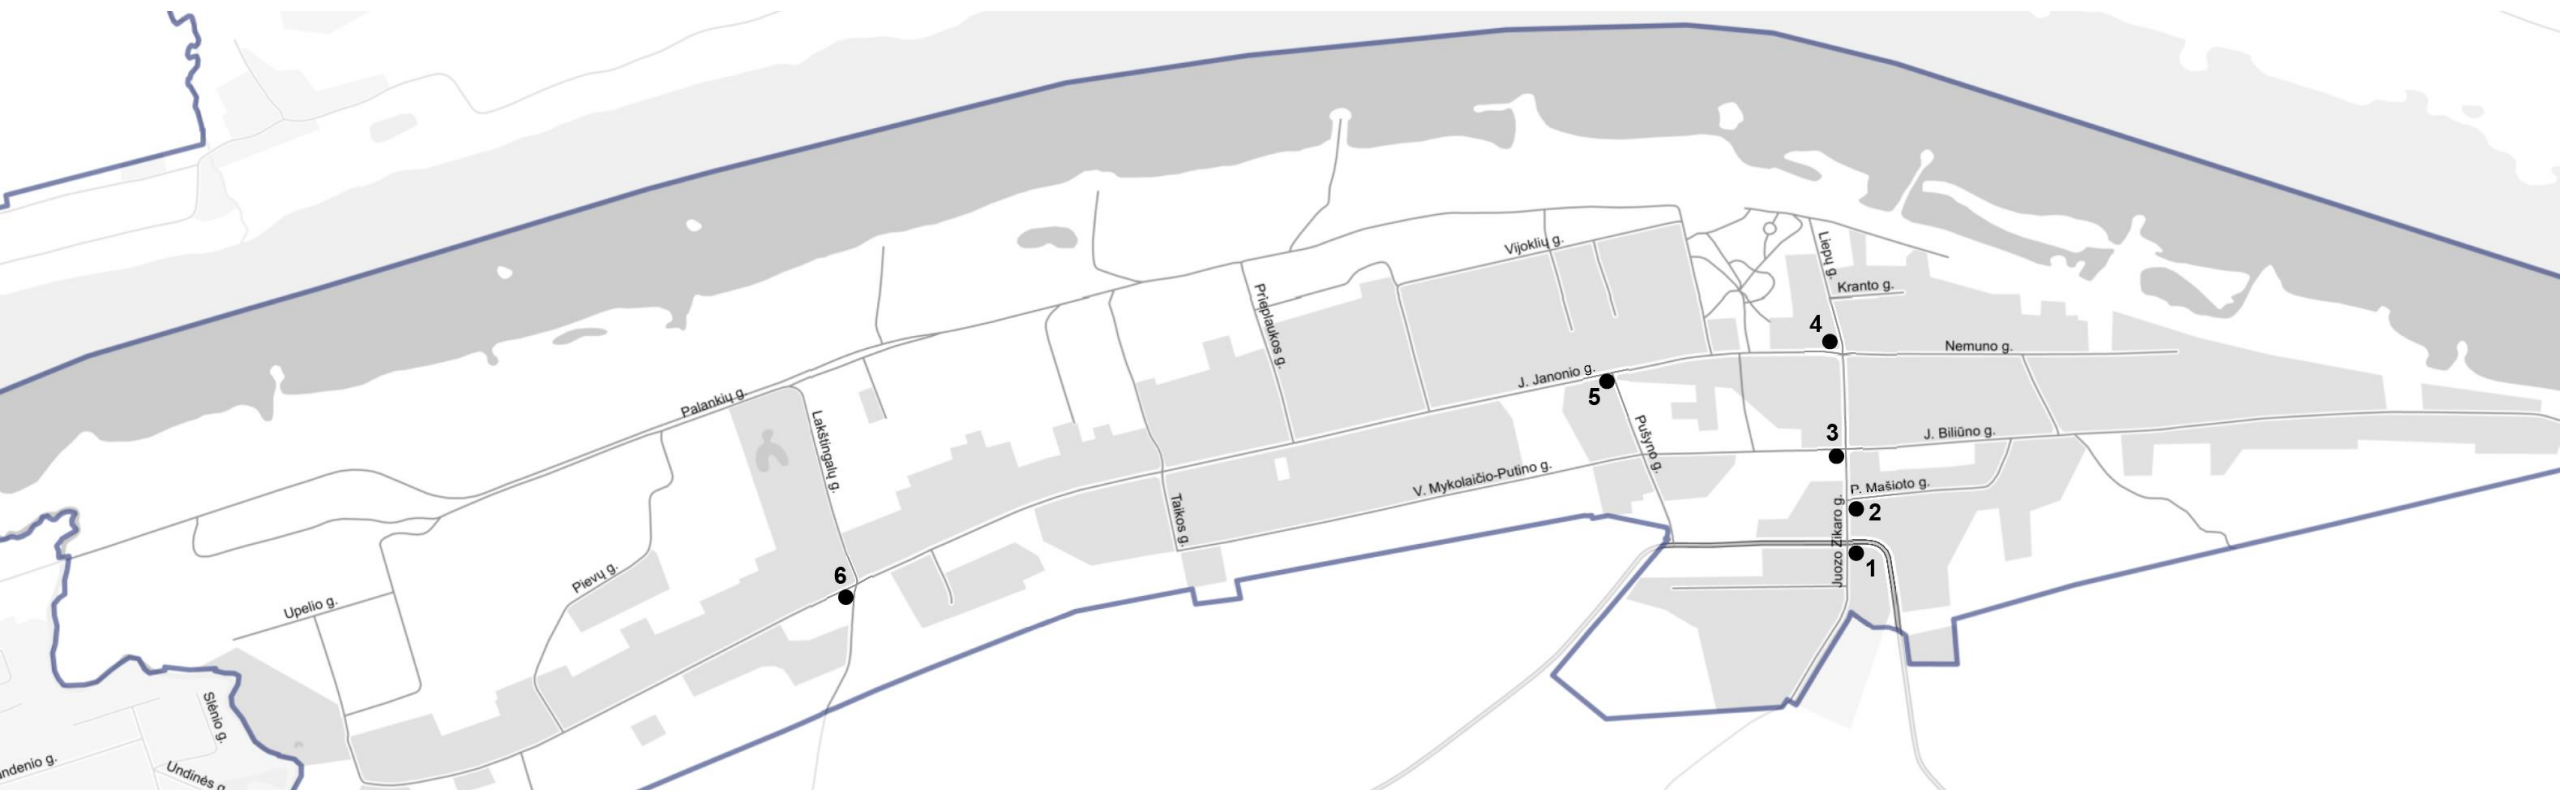 Liepų g.
Vijoklių g.
Kranto g.
Prieplaukos g.
4
Nemuno g.
J. Janonio g.
5
Palankių g.
Lakštingalų g.
Pušyno g.
3
J. Biliūno g.
V. Mykolaičio-Putino g.
P. Mašioto g.
2
Taikos g.
Juozo Zikaro g.
1
6
Pievų g.
Upelio g.
Slėnio g.
Undinės g.